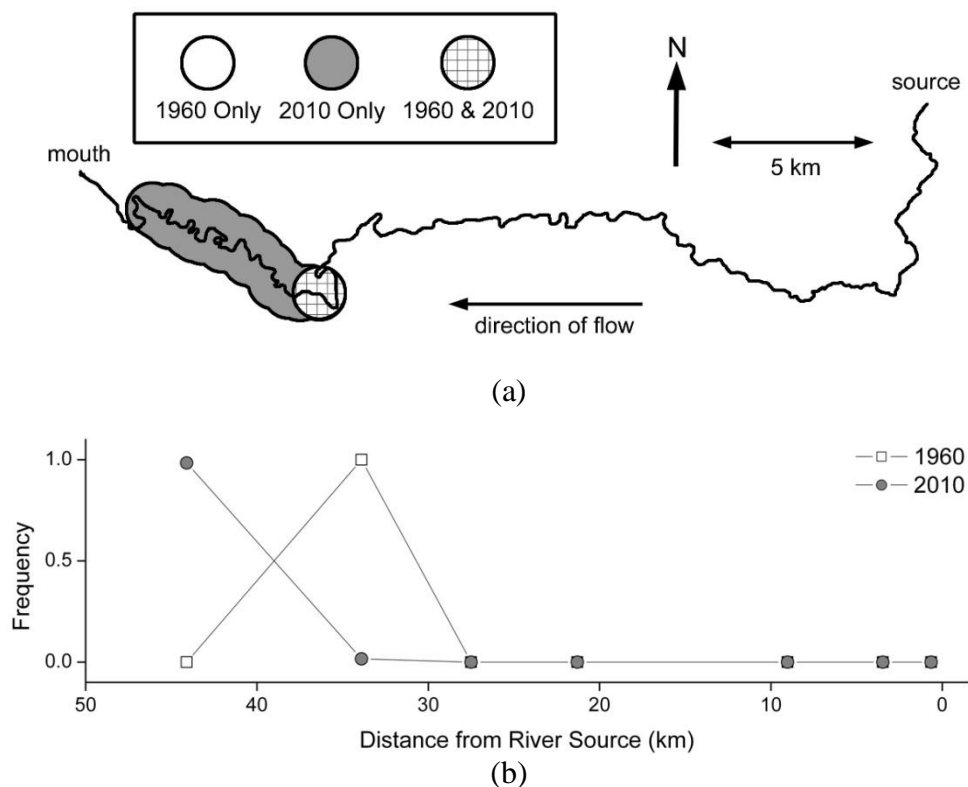 1960 Only 2010 Only 1960 & 2010
N
source
mouth
5 km
direction of flow
(a)
1.0
0.5
0.0
Frequency
1960
2010
50 40 30 20 10 0
Distance from River Source (km)
(b)